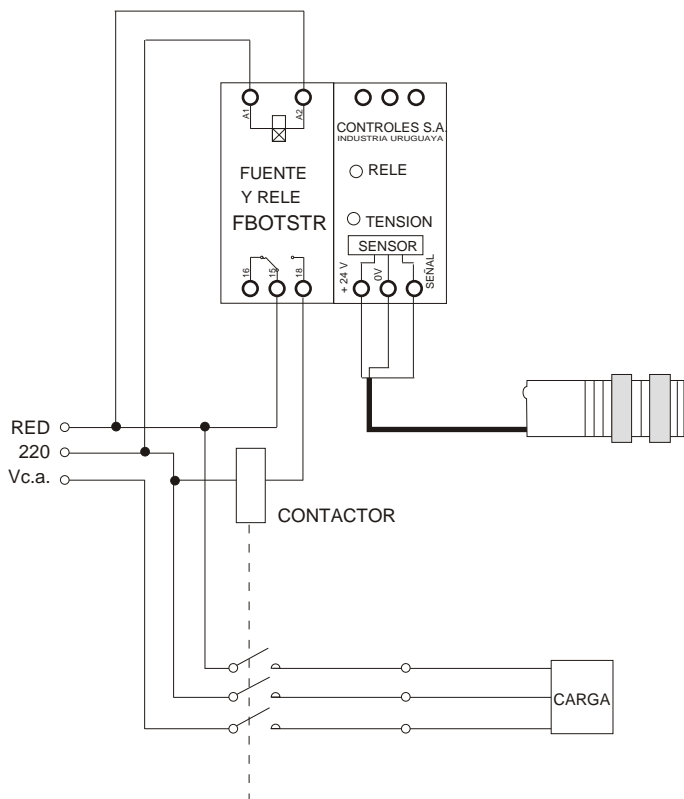 A1
A2
CONTROLES S.A.
INDUSTRIA URUGUAYA
RELE
FUENTE
Y RELE
FBOTSTR
TENSION
SENSOR
16
15
18
+ 24 V
0V
SEÑAL
RED
220
Vc.a.
CONTACTOR
CARGA